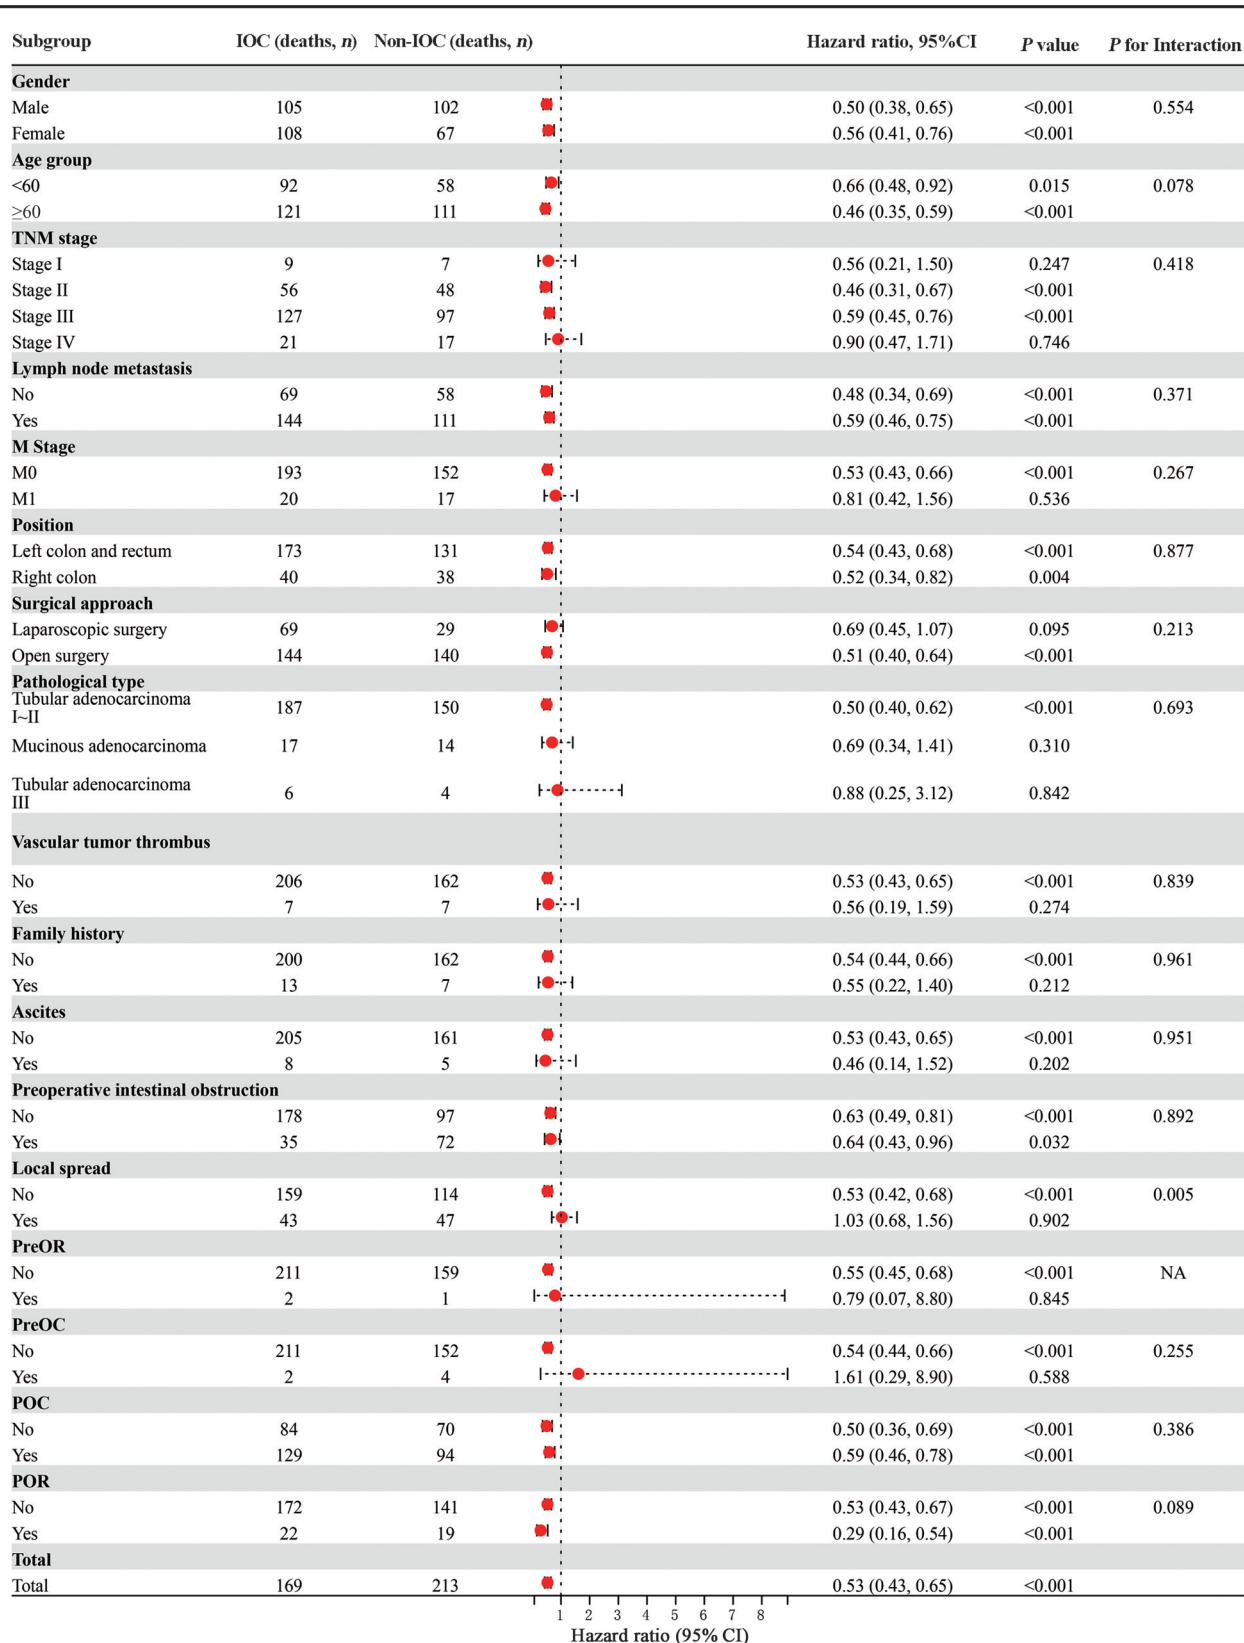 Subgroup IOC (deaths, n) Non-IOC (deaths, n) Hazard ratio, 95%CI P value P for Interaction
Gender
Male 105 102 0.50 (0.38, 0.65) <0.001 0.554
Female 108 67 0.56 (0.41, 0.76) <0.001
Age group
<60 92 58 0.66 (0.48, 0.92) 0.015 0.078
≥60 121 111 0.46 (0.35, 0.59) <0.001
TNM stage
Stage I 9 7 0.56 (0.21, 1.50) 0.247 0.418
Stage II 56 48 0.46 (0.31, 0.67) <0.001
Stage III 127 97 0.59 (0.45, 0.76) <0.001
Stage IV 21 17 0.90 (0.47, 1.71) 0.746
Lymph node metastasis
No 69 58 0.48 (0.34, 0.69) <0.001 0.371
Yes 144 111 0.59 (0.46, 0.75) <0.001
M Stage
M0 193 152 0.53 (0.43, 0.66) <0.001 0.267
M1 20 17 0.81 (0.42, 1.56) 0.536
Position
Left colon and rectum 173 131 0.54 (0.43, 0.68) <0.001 0.877
Right colon 40 38 0.52 (0.34, 0.82) 0.004
Surgical approach
Laparoscopic surgery 69 29 0.69 (0.45, 1.07) 0.095 0.213
Open surgery 144 140 0.51 (0.40, 0.64) <0.001
Pathological type
Tubular adenocarcinoma
I~II 187 150 0.50 (0.40, 0.62) <0.001 0.693
Mucinous adenocarcinoma 17 14 0.69 (0.34, 1.41) 0.310
Tubular adenocarcinoma
III 6 4 0.88 (0.25, 3.12) 0.842
Vascular tumor thrombus
No 206 162 0.53 (0.43, 0.65) <0.001 0.839
Yes 7 7 0.56 (0.19, 1.59) 0.274
Family history
No 200 162 0.54 (0.44, 0.66) <0.001 0.961
Yes 13 7 0.55 (0.22, 1.40) 0.212
Ascites
No 205 161 0.53 (0.43, 0.65) <0.001 0.951
Yes 8 5 0.46 (0.14, 1.52) 0.202
Preoperative intestinal obstruction
No 178 97 0.63 (0.49, 0.81) <0.001 0.892
Yes 35 72 0.64 (0.43, 0.96) 0.032
Local spread
No 159 114 0.53 (0.42, 0.68) <0.001 0.005
Yes 43 47 1.03 (0.68, 1.56) 0.902
PreOR
No 211 159 0.55 (0.45, 0.68) <0.001 NA
Yes 2 1 0.79 (0.07, 8.80) 0.845
PreOC
No 211 152 0.54 (0.44, 0.66) <0.001 0.255
Yes 2 4 1.61 (0.29, 8.90) 0.588
POC
No 84 70 0.50 (0.36, 0.69) <0.001 0.386
Yes 129 94 0.59 (0.46, 0.78) <0.001
POR
No 172 141 0.53 (0.43, 0.67) <0.001 0.089
Yes 22 19 0.29 (0.16, 0.54) <0.001
Total
Total 169 213 0.53 (0.43, 0.65) <0.001
1 2 3 4 5 6 7 8
Hazard ratio (95% CI)